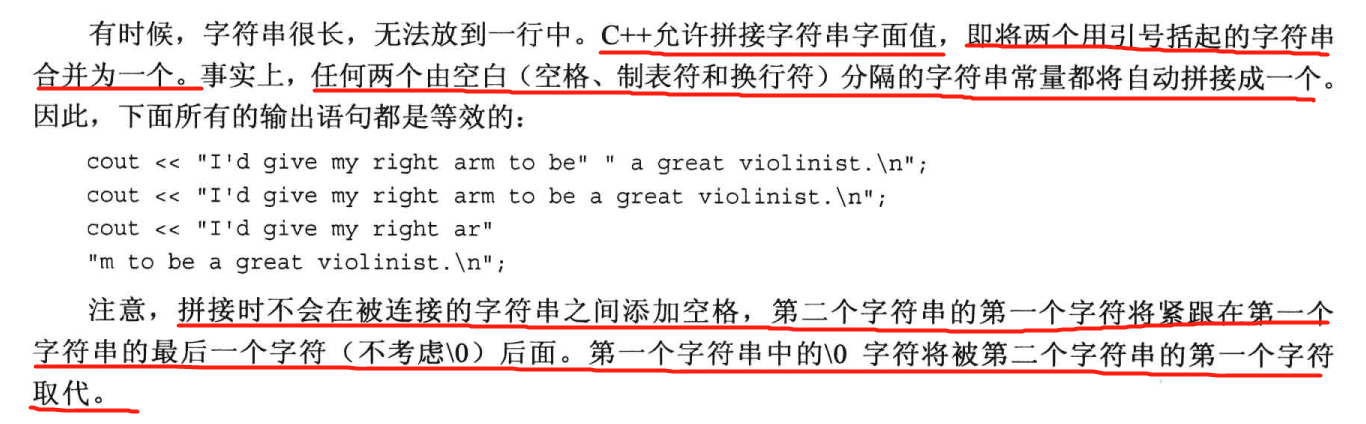 有时候，字符串很长，无法放到一行中。C++允许拼接字符串字面值，即将两个用引号括起的字符串
合并为一个。事实上，任何两个由空白（空格、制表符和换行符）分隔的字符串常量都将自动拼接成一个。
因此，下面所有的输出语句都是等效的：
cout << "I'd give my right arm to be" " a great violinist.\n";
cout << "I'd give my right arm to be a great violinist.\n";
cout << "I'd give my right ar"
"m to be a great violinist.\n";
注意，拼接时不会在被连接的字符串之间添加空格，第二个字符串的第一个字符将紧跟在第一个
字符串的最后一个字符（不考虑\0）后面。第一个字符串中的\0 字符将被第二个字符串的第一个字符
取代。